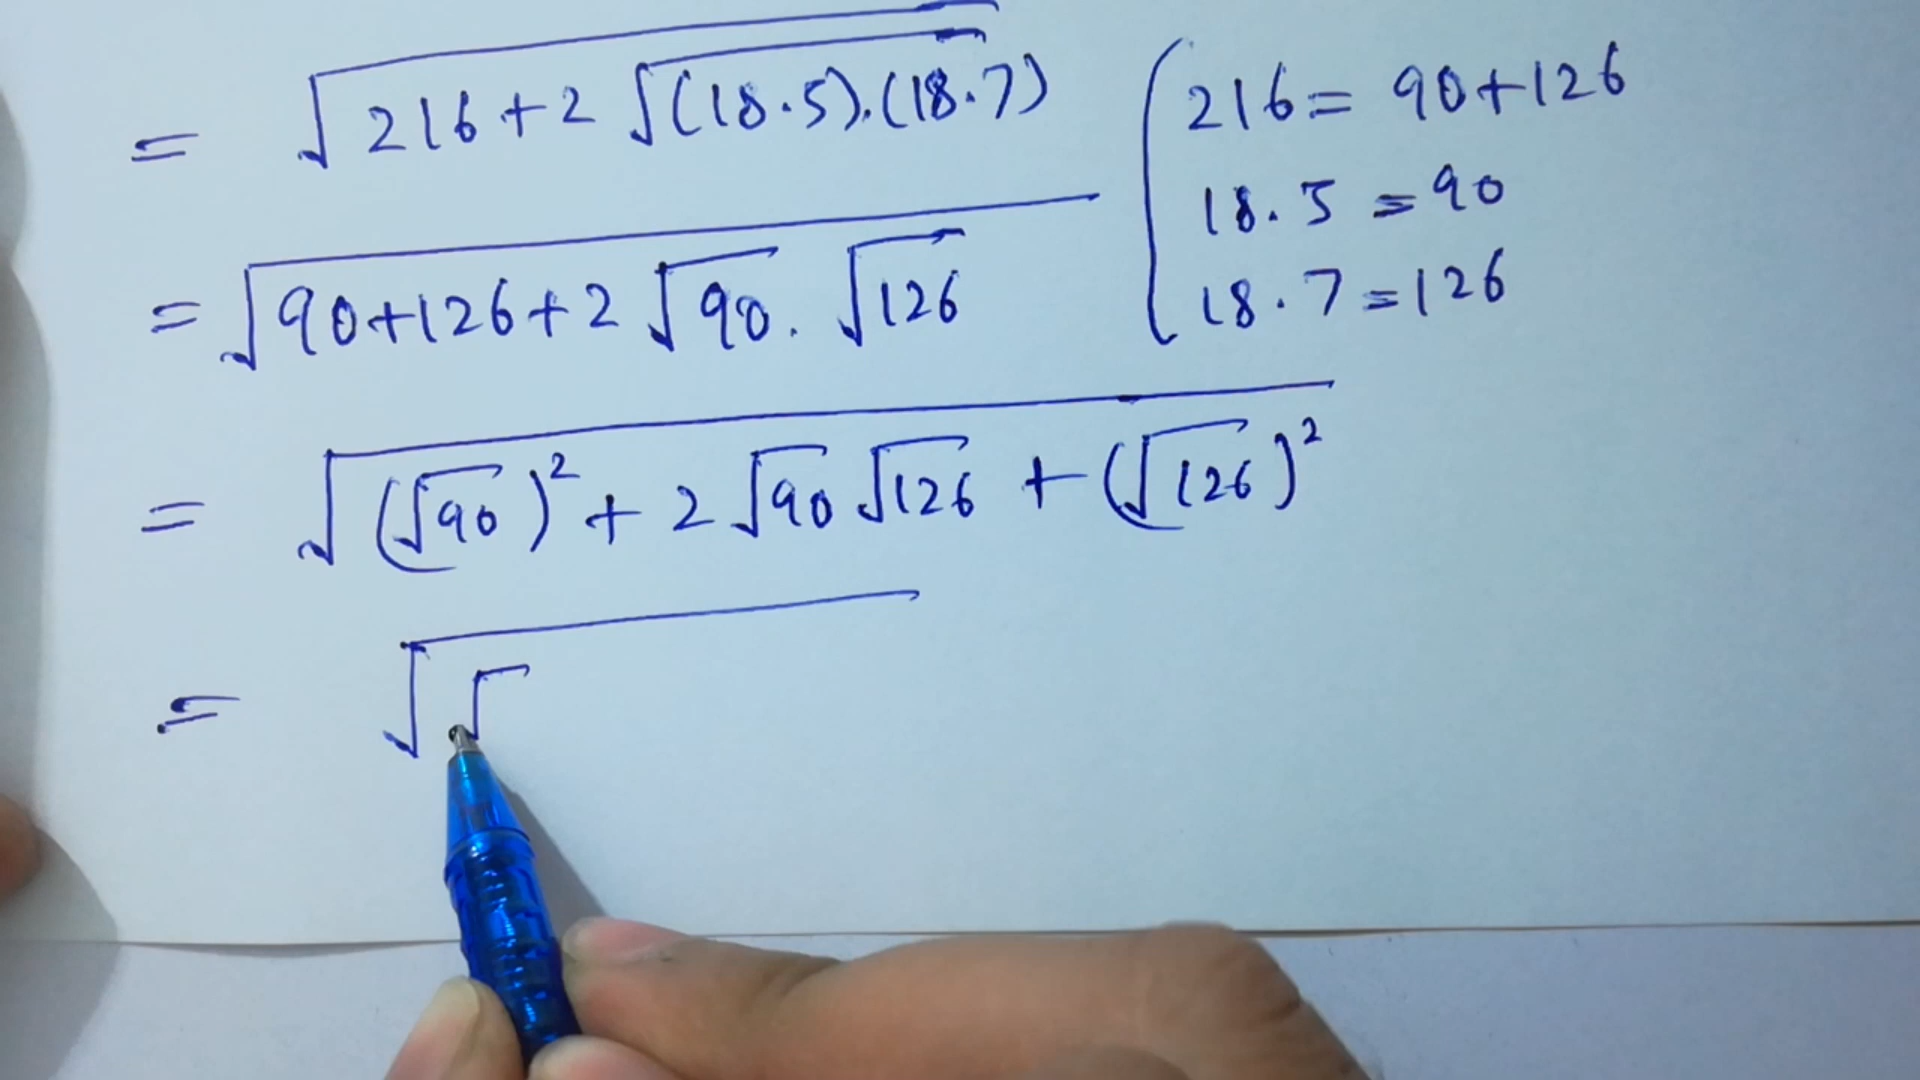 = √216+2 √(18.5).(18.7)
216 = 90+126
18.5 = 90
18.7 = 126
= √90+126+2 √90 . √126
= √(√90)² + 2 √90 √126 + (√126)²
= √√